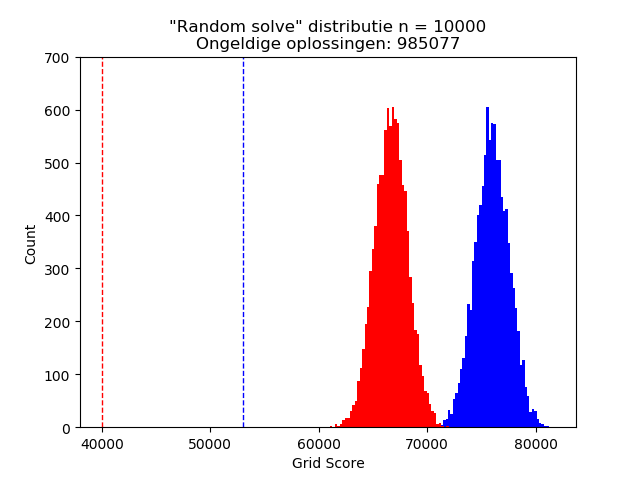 "Random solve" distributie n = 10000
Ongeldige oplossingen: 985077
700
600
500
400
300
200
100
0
Count
40000 50000 60000 70000 80000
Grid Score